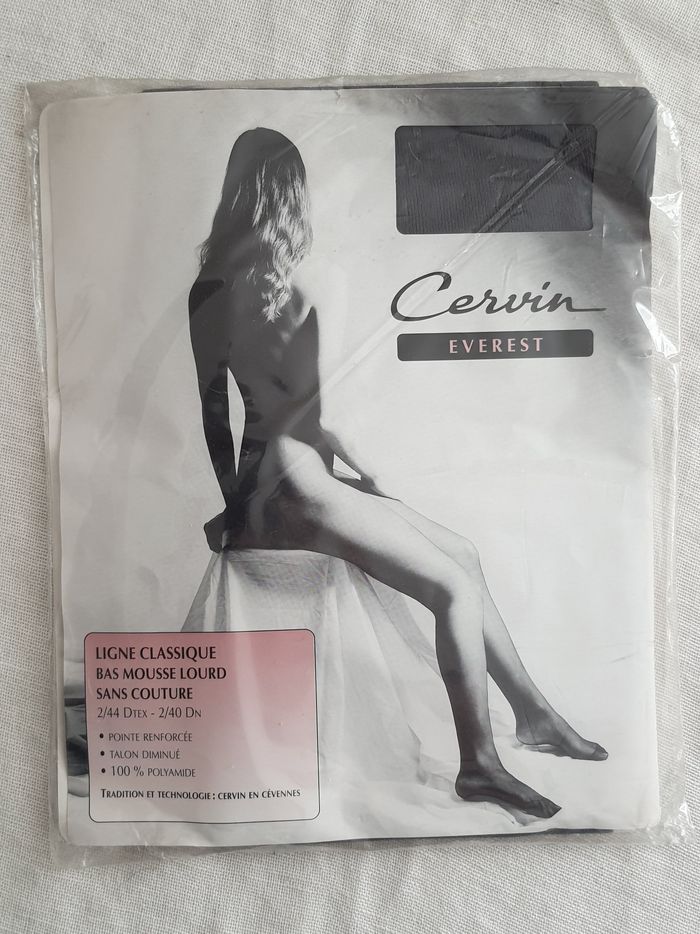 Cervin
EVEREST
LIGNE CLASSIQUE
BAS MOUSSE LOURD
SANS COUTURE
2/44 DTEX - 2/40 DN
• POINTE RENFORCÉE
• TALON DIMINUÉ
• 100 % POLYAMIDE
TRADITION ET TECHNOLOGIE : CERVIN EN CÉVENNES